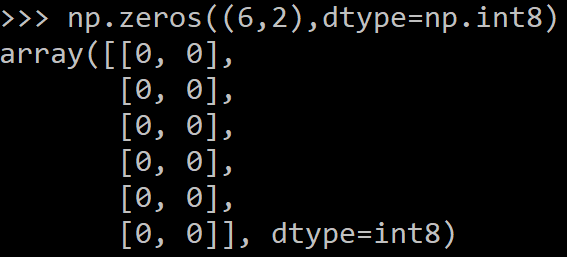 >>> np.zeros((6,2),dtype=np.int8)
array([[0, 0],
       [0, 0],
       [0, 0],
       [0, 0],
       [0, 0],
       [0, 0]], dtype=int8)